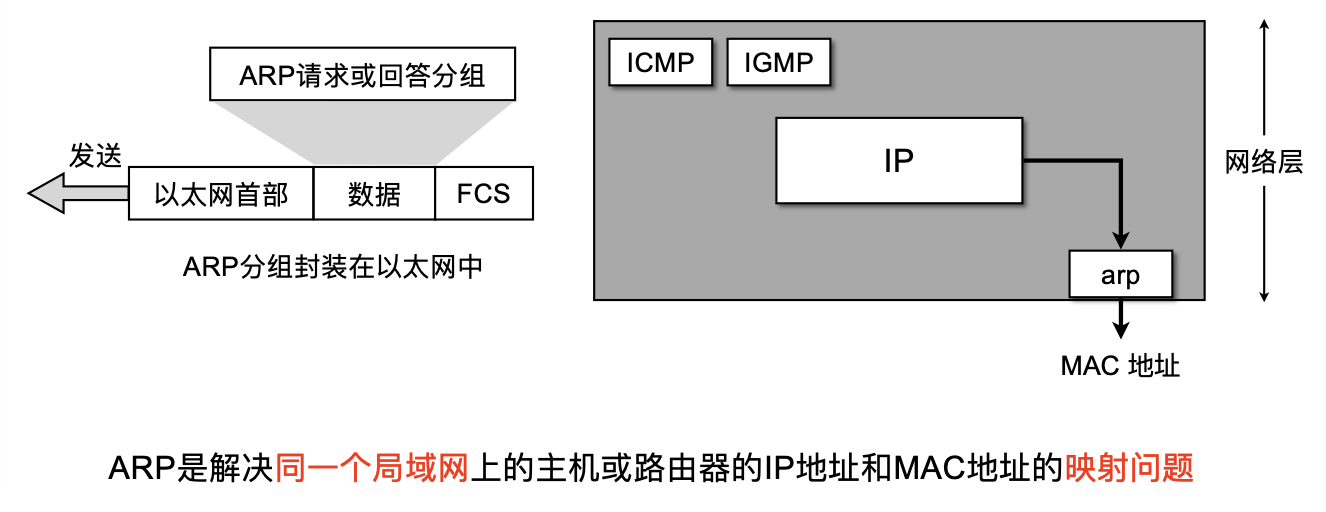 ARP请求或回答分组
发送
以太网首部
数据
FCS
ARP分组封装在以太网中
ICMP
IGMP
IP
arp
MAC 地址
网络层
ARP是解决同一个局域网上的主机或路由器的IP地址和MAC地址的映射问题